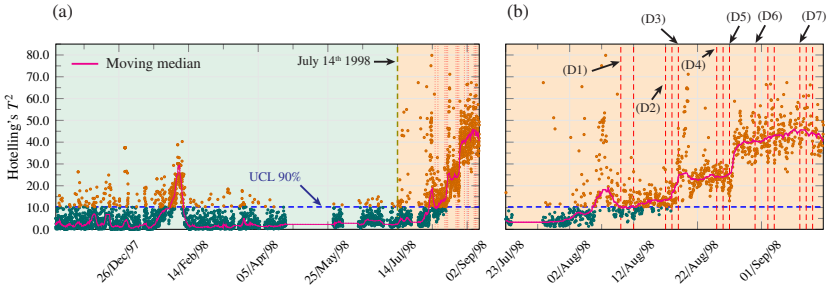 (a)
(b)
(D3)
(D5)
(D6)
(D7)
Hotelling's T²
80.0
70.0
60.0
50.0
40.0
30.0
20.0
10.0
0.0
Moving median
July 14th 1998
UCL 90%
(D1)
(D2)
(D4)
26/Dec/97
14/Feb/98
05/Apr/98
25/May/98
14/Jul/98
02/Sep/98
23/Jul/98
02/Aug/98
12/Aug/98
22/Aug/98
01/Sep/98